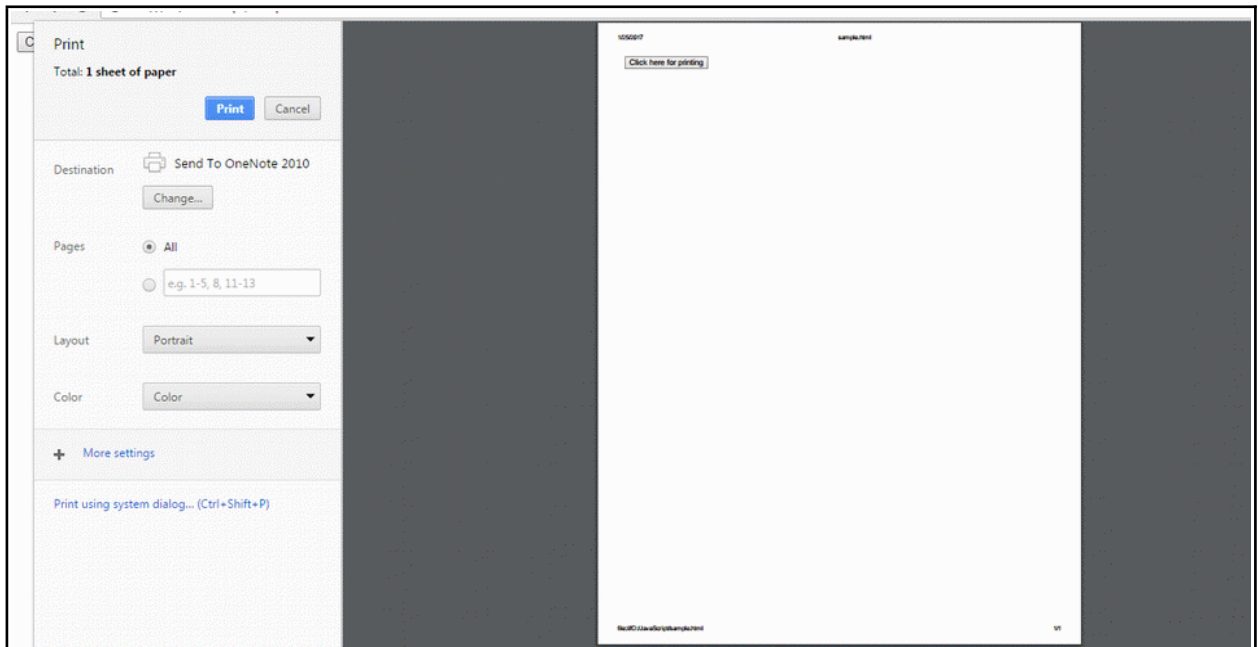 C
Print
Total: 1 sheet of paper
Print Cancel
Destination Send To OneNote 2010
Change...
Pages All
e.g. 1-5, 8, 11-13
Layout Portrait
Color Color
More settings
Print using system dialog... (Ctrl+Shift+P)
sample.html
Click here for printing
1/1